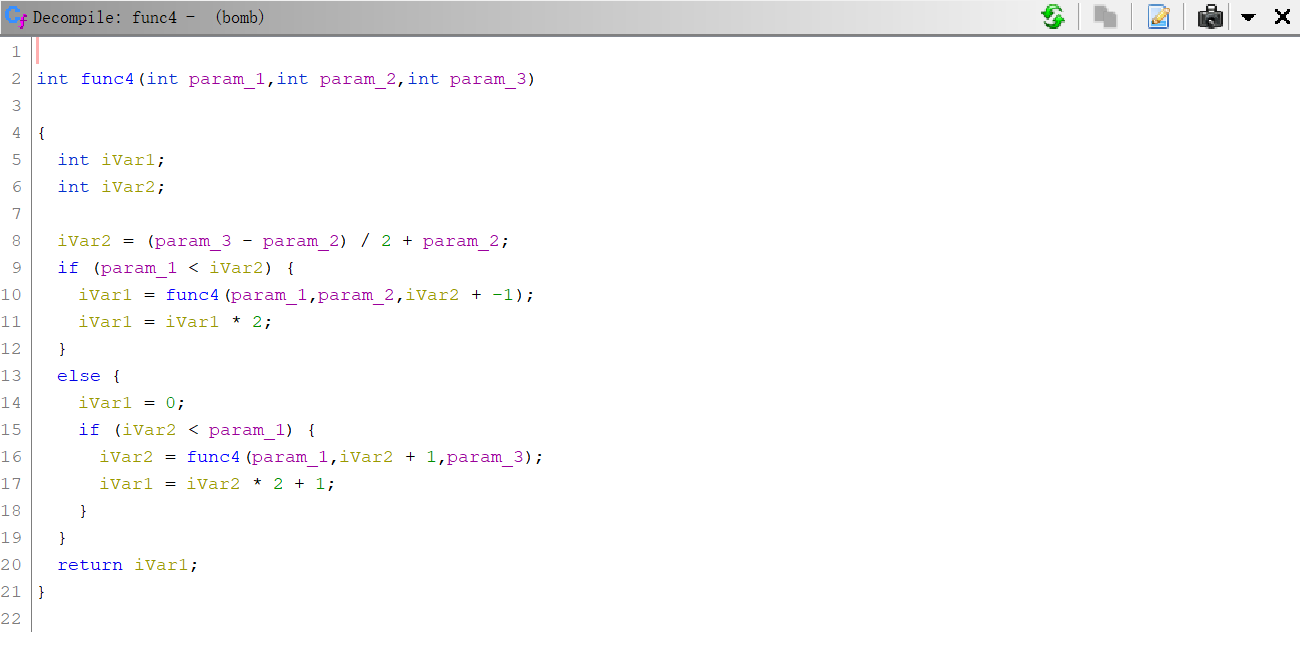 Decompile: func4 - (bomb)
1
2 int func4(int param_1,int param_2,int param_3)
3
4 {
5   int iVar1;
6   int iVar2;
7
8   iVar2 = (param_3 - param_2) / 2 + param_2;
9   if (param_1 < iVar2) {
10     iVar1 = func4(param_1,param_2,iVar2 + -1);
11     iVar1 = iVar1 * 2;
12   }
13   else {
14     iVar1 = 0;
15     if (iVar2 < param_1) {
16       iVar2 = func4(param_1,iVar2 + 1,param_3);
17       iVar1 = iVar2 * 2 + 1;
18     }
19   }
20   return iVar1;
21 }
22